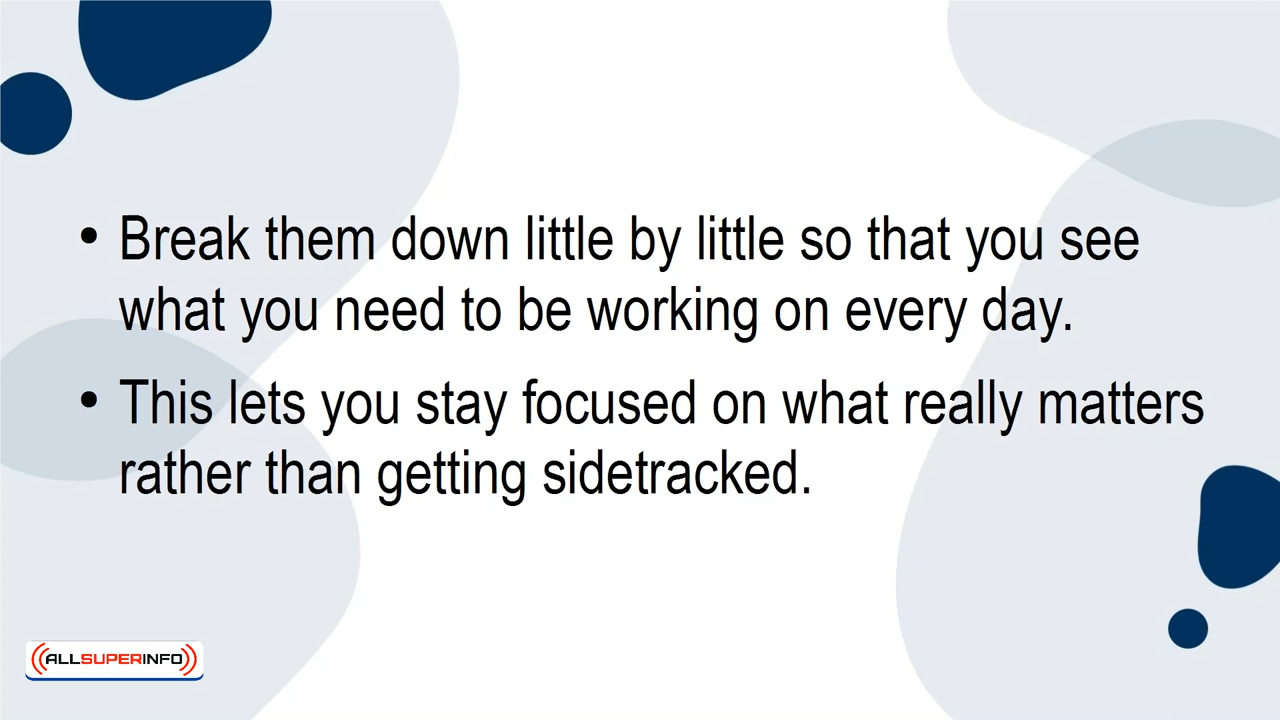 • Break them down little by little so that you see
what you need to be working on every day.
• This lets you stay focused on what really matters
rather than getting sidetracked.
ALLSUPERINFO